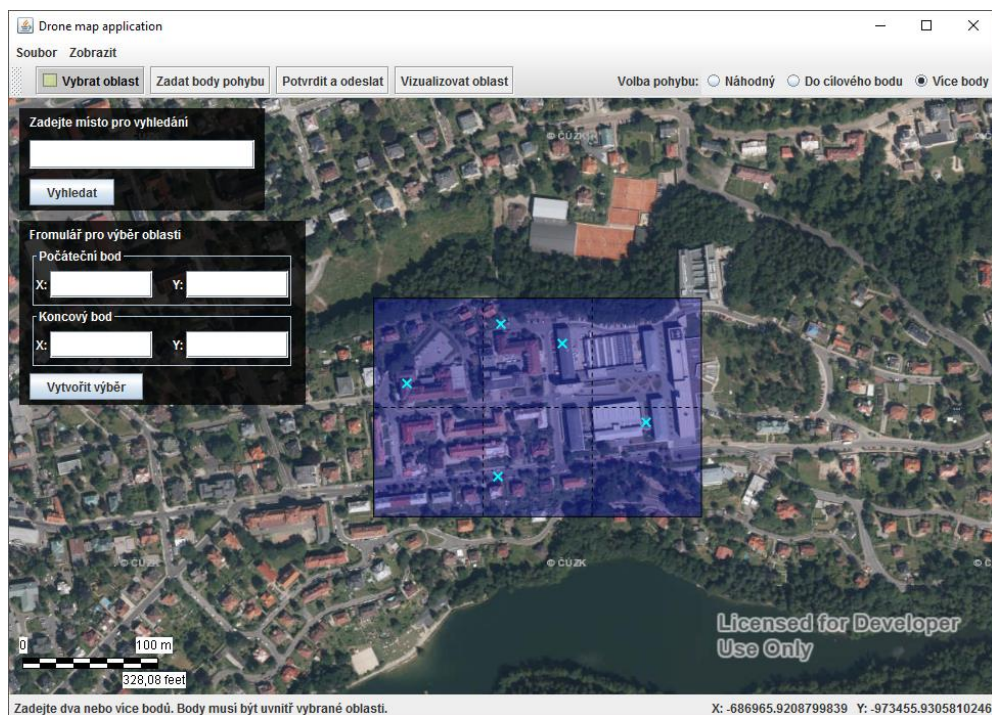 Drone map application
Soubor Zobrazit
Vybrat oblast Zadat body pohybu Potvrdit a odeslat Vizualizovat oblast Volba pohybu: Náhodný Do cílového bodu Více body
Zadejte místo pro vyhledání
© ČÚZK
Vyhledat
Fromulář pro výběr oblasti
Počáteční bod
X: Y:
Koncový bod
X: Y:
Vytvořit výběr
© ČÚZK © ČÚZK
Licensed for Developer
Use Only
0 100 m
328,08 feet
Zadejte dva nebo více bodů. Body musí být uvnitř vybrané oblasti. X: -686965.9208799839 Y: -973455.9305810246